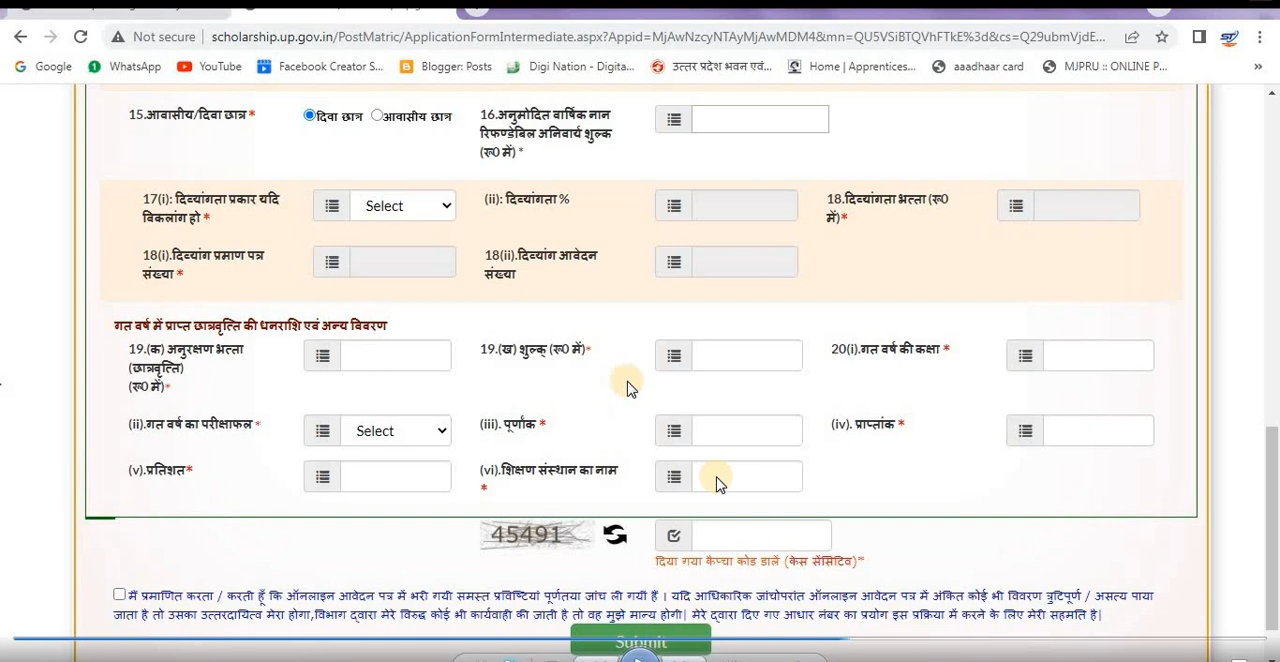 Not secure scholarship.up.gov.in/PostMatric/ApplicationFormIntermediate.aspx?Appid=MjAwNzcyNTAyMjAwMDM4&mn=QU5VSiBTQVhFTkE%3d&cs=Q29ubmVjdE...
Google WhatsApp YouTube Facebook Creator S... Blogger: Posts Digi Nation - Digita... उत्तर प्रदेश भवन एवं... Home | Apprentices... aaadhaar card MJPRU :: ONLINE P... »
15.आवासीय/दिवा छात्र * दिवा छात्र आवासीय छात्र 16.अनुमोदित वार्षिक नान
रिफण्डेबिल अनिवार्य शुल्क
(रू0 में) *
17(i): दिव्यांगता प्रकार यदि Select (ii): दिव्यांगता % 18.दिव्यांगता भत्ता (रू0
विकलांग हो * में)*
18(i).दिव्यांग प्रमाण पत्र 18(ii).दिव्यांग आवेदन
संख्या * संख्या
गत वर्ष में प्राप्त छात्रवृत्ति की धनराशि एवं अन्य विवरण
19.(क) अनुरक्षण भत्ता 19.(ख) शुल्क् (रू0 में)* 20(i).गत वर्ष की कक्षा *
(छात्रवृत्ति)
(रू0 में)*
(ii).गत वर्ष का परीक्षाफल * Select (iii). पूर्णांक * (iv). प्राप्तांक *
(v).प्रतिशत* (vi).शिक्षण संस्थान का नाम
*
45491
दिया गया कैप्चा कोड डालें (केस सेंसिटिव)*
मैं प्रमाणित करता / करती हूँ कि ऑनलाइन आवेदन पत्र में भरी गयी समस्त प्रविष्टियां पूर्णतया जांच ली गयी हैं । यदि आधिकारिक जांचोपरांत ऑनलाइन आवेदन पत्र में अंकित कोई भी विवरण त्रुटिपूर्ण / असत्य पाया
जाता है तो उसका उत्तरदायित्व मेरा होगा,विभाग द्वारा मेरे विरुद्ध कोई भी कार्यवाही की जाती है तो वह मुझे मान्य होगी| मेरे द्वारा दिए गए आधार नंबर का प्रयोग इस प्रक्रिया में करने के लिए मेरी सहमति है|
Submit